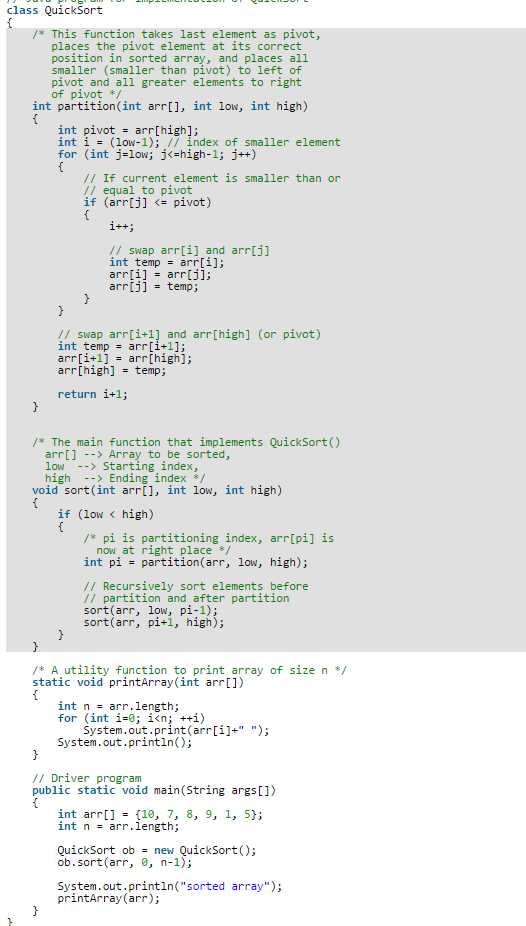 // Java program for implementation of QuickSort
class QuickSort
{
    /* This function takes last element as pivot,
       places the pivot element at its correct
       position in sorted array, and places all
       smaller (smaller than pivot) to left of
       pivot and all greater elements to right
       of pivot */
    int partition(int arr[], int low, int high)
    {
        int pivot = arr[high];
        int i = (low-1); // index of smaller element
        for (int j=low; j<=high-1; j++)
        {
            // If current element is smaller than or
            // equal to pivot
            if (arr[j] <= pivot)
            {
                i++;

                // swap arr[i] and arr[j]
                int temp = arr[i];
                arr[i] = arr[j];
                arr[j] = temp;
            }
        }

        // swap arr[i+1] and arr[high] (or pivot)
        int temp = arr[i+1];
        arr[i+1] = arr[high];
        arr[high] = temp;

        return i+1;
    }


    /* The main function that implements QuickSort()
      arr[] --> Array to be sorted,
      low  --> Starting index,
      high  --> Ending index */
    void sort(int arr[], int low, int high)
    {
        if (low < high)
        {
            /* pi is partitioning index, arr[pi] is
              now at right place */
            int pi = partition(arr, low, high);

            // Recursively sort elements before
            // partition and after partition
            sort(arr, low, pi-1);
            sort(arr, pi+1, high);
        }
    }

    /* A utility function to print array of size n */
    static void printArray(int arr[])
    {
        int n = arr.length;
        for (int i=0; i<n; ++i)
            System.out.print(arr[i]+" ");
        System.out.println();
    }

    // Driver program
    public static void main(String args[])
    {
        int arr[] = {10, 7, 8, 9, 1, 5};
        int n = arr.length;

        QuickSort ob = new QuickSort();
        ob.sort(arr, 0, n-1);

        System.out.println("sorted array");
        printArray(arr);
    }
}